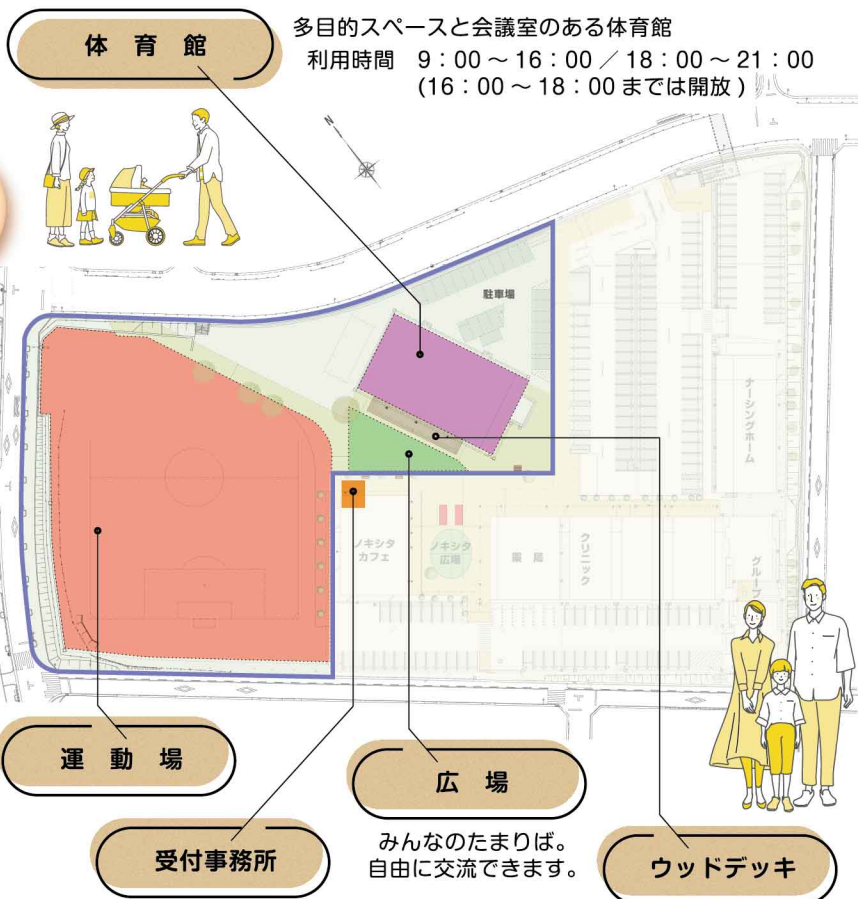 体育館
多目的スペースと会議室のある体育館
利用時間 9：00～16：00／18：00～21：00
(16：00～18：00までは開放)
N
駐車場
ナーシングホーム
ノキシタ
カフェ
ノキシタ
広場
薬局
クリニック
グループ
運動場
広場
みんなのたまりば。
自由に交流できます。
受付事務所
ウッドデッキ